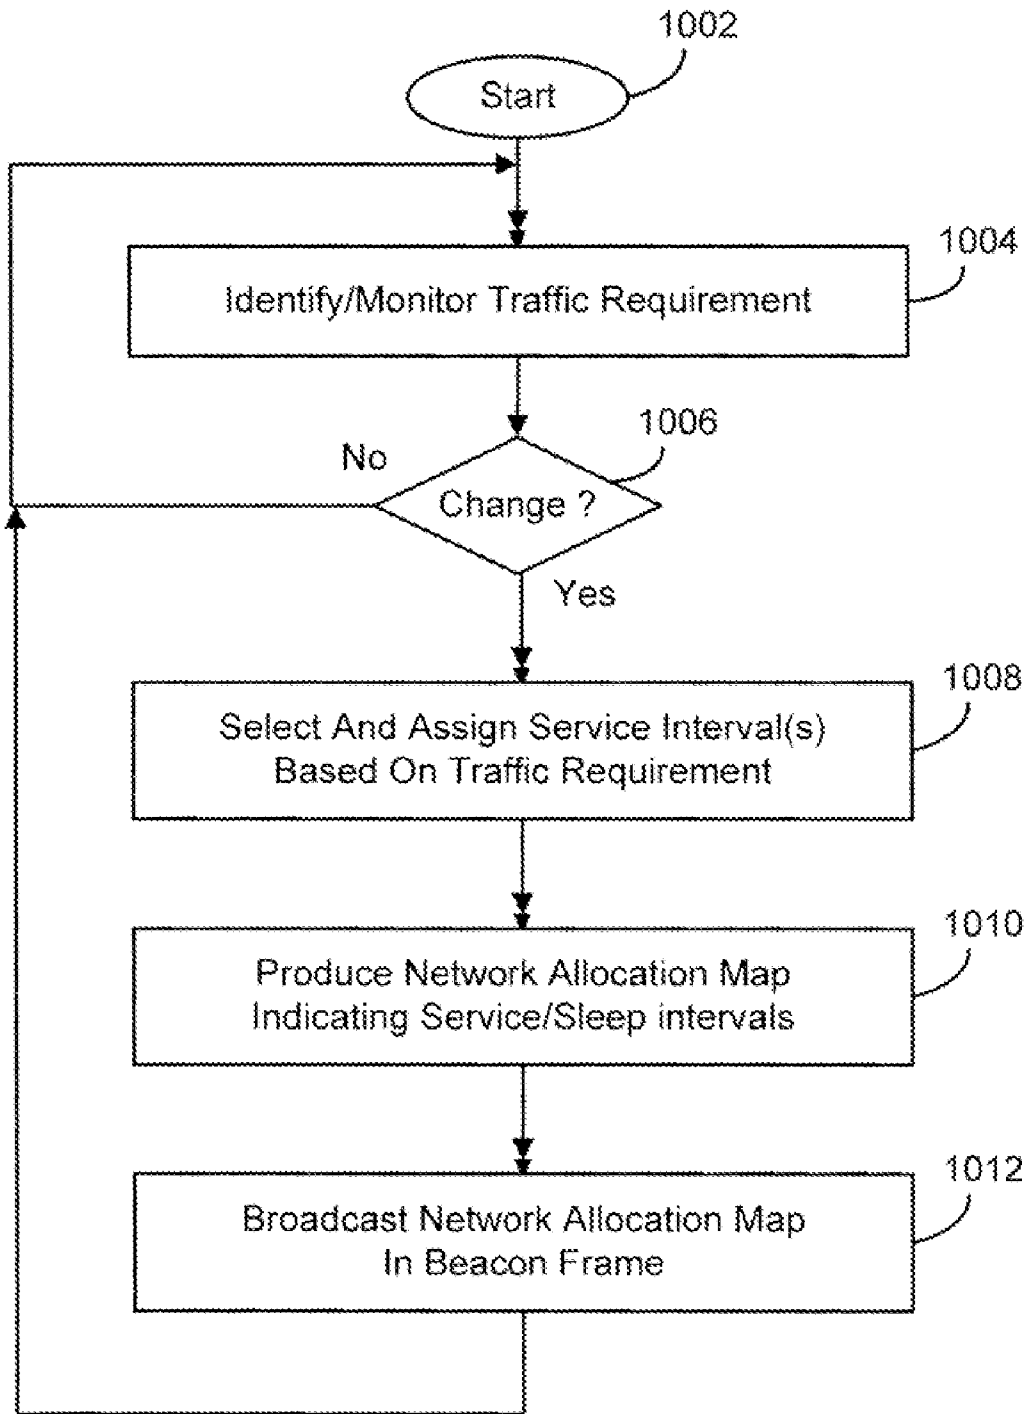 1002
Start
1004
Identify/Monitor Traffic Requirement
1006
No
Change ?
Yes
1008
Select And Assign Service Interval(s)
Based On Traffic Requirement
1010
Produce Network Allocation Map
Indicating Service/Sleep intervals
1012
Broadcast Network Allocation Map
In Beacon Frame